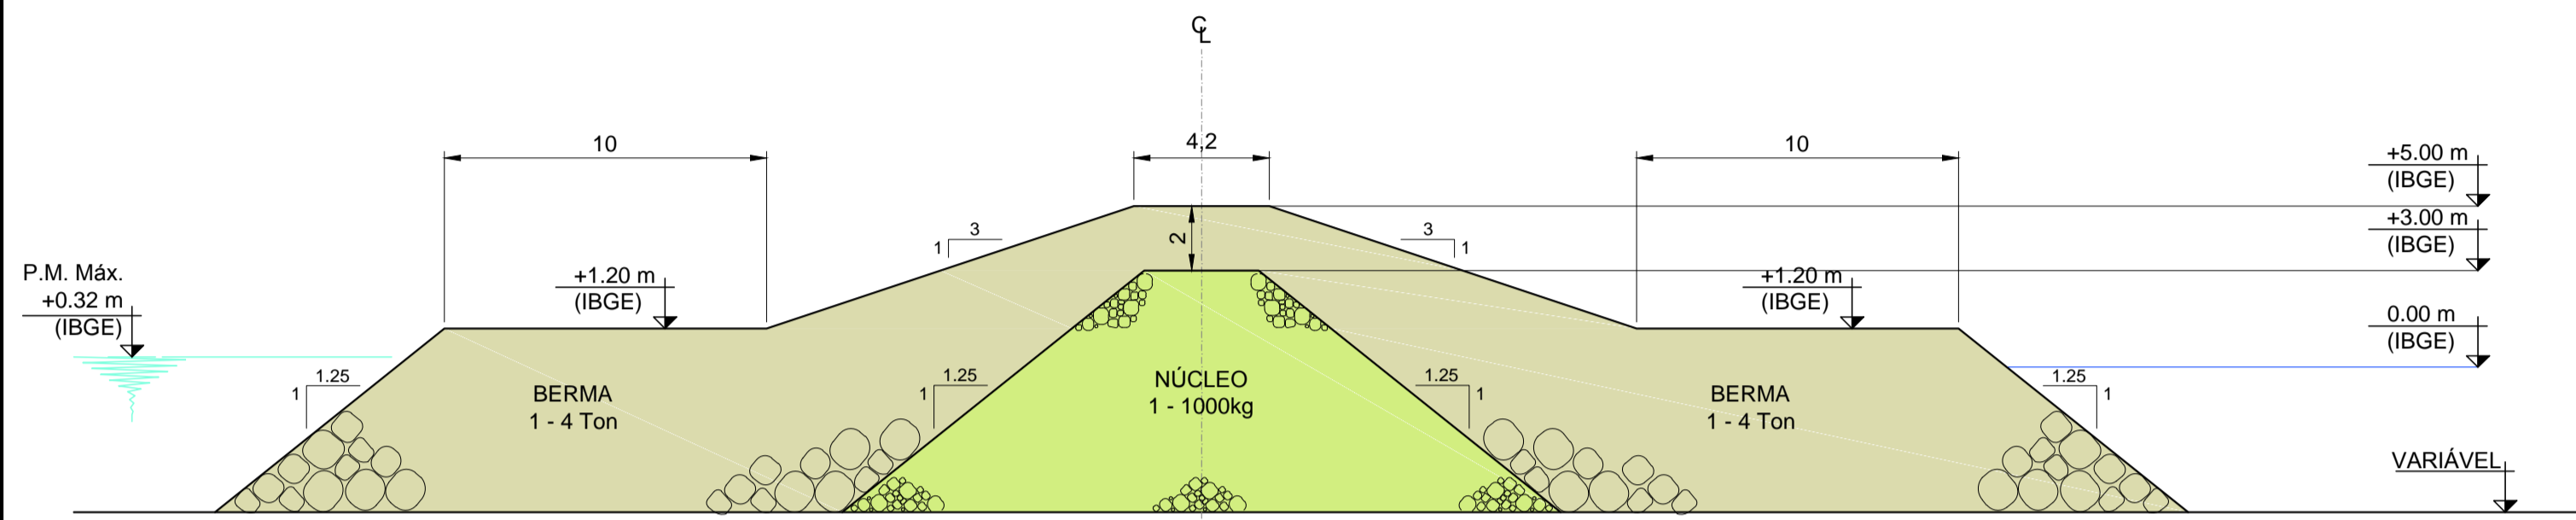 ℄
10
4,2
10
+5.00 m
(IBGE)
+3.00 m
(IBGE)
3
1
2
3
1
P.M. Máx.
+0.32 m
(IBGE)
+1.20 m
(IBGE)
+1.20 m
(IBGE)
0.00 m
(IBGE)
1.25
1
BERMA
1 - 4 Ton
1.25
1
NÚCLEO
1 - 1000kg
1.25
1
BERMA
1 - 4 Ton
1.25
1
VARIÁVEL